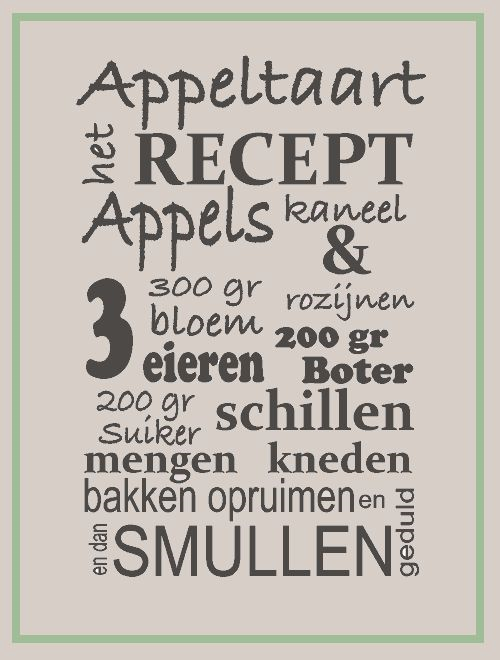 Appeltaart
het RECEPT
Appels kaneel
&
300 gr rozijnen
bloem 200 gr
3 eieren Boter
200 gr schillen
Suiker
mengen kneden
bakken opruimen en geduld
en dan SMULLEN